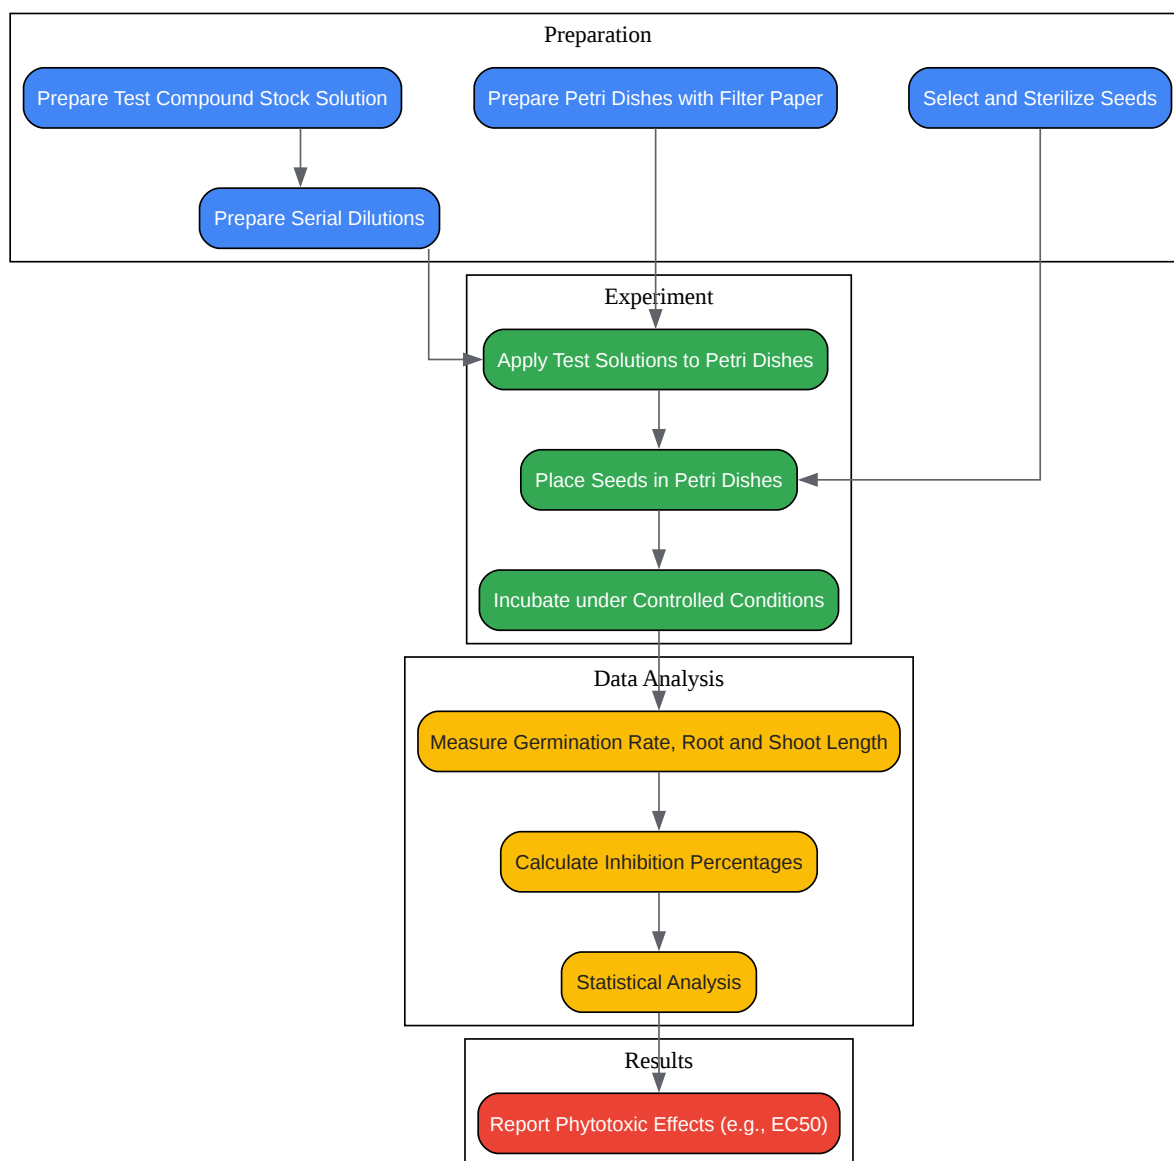 Preparation
Prepare Test Compound Stock Solution
Prepare Petri Dishes with Filter Paper
Select and Sterilize Seeds
Prepare Serial Dilutions
Experiment
Apply Test Solutions to Petri Dishes
Place Seeds in Petri Dishes
Incubate under Controlled Conditions
Data Analysis
Measure Germination Rate, Root and Shoot Length
Calculate Inhibition Percentages
Statistical Analysis
Results
Report Phytotoxic Effects (e.g., EC50)